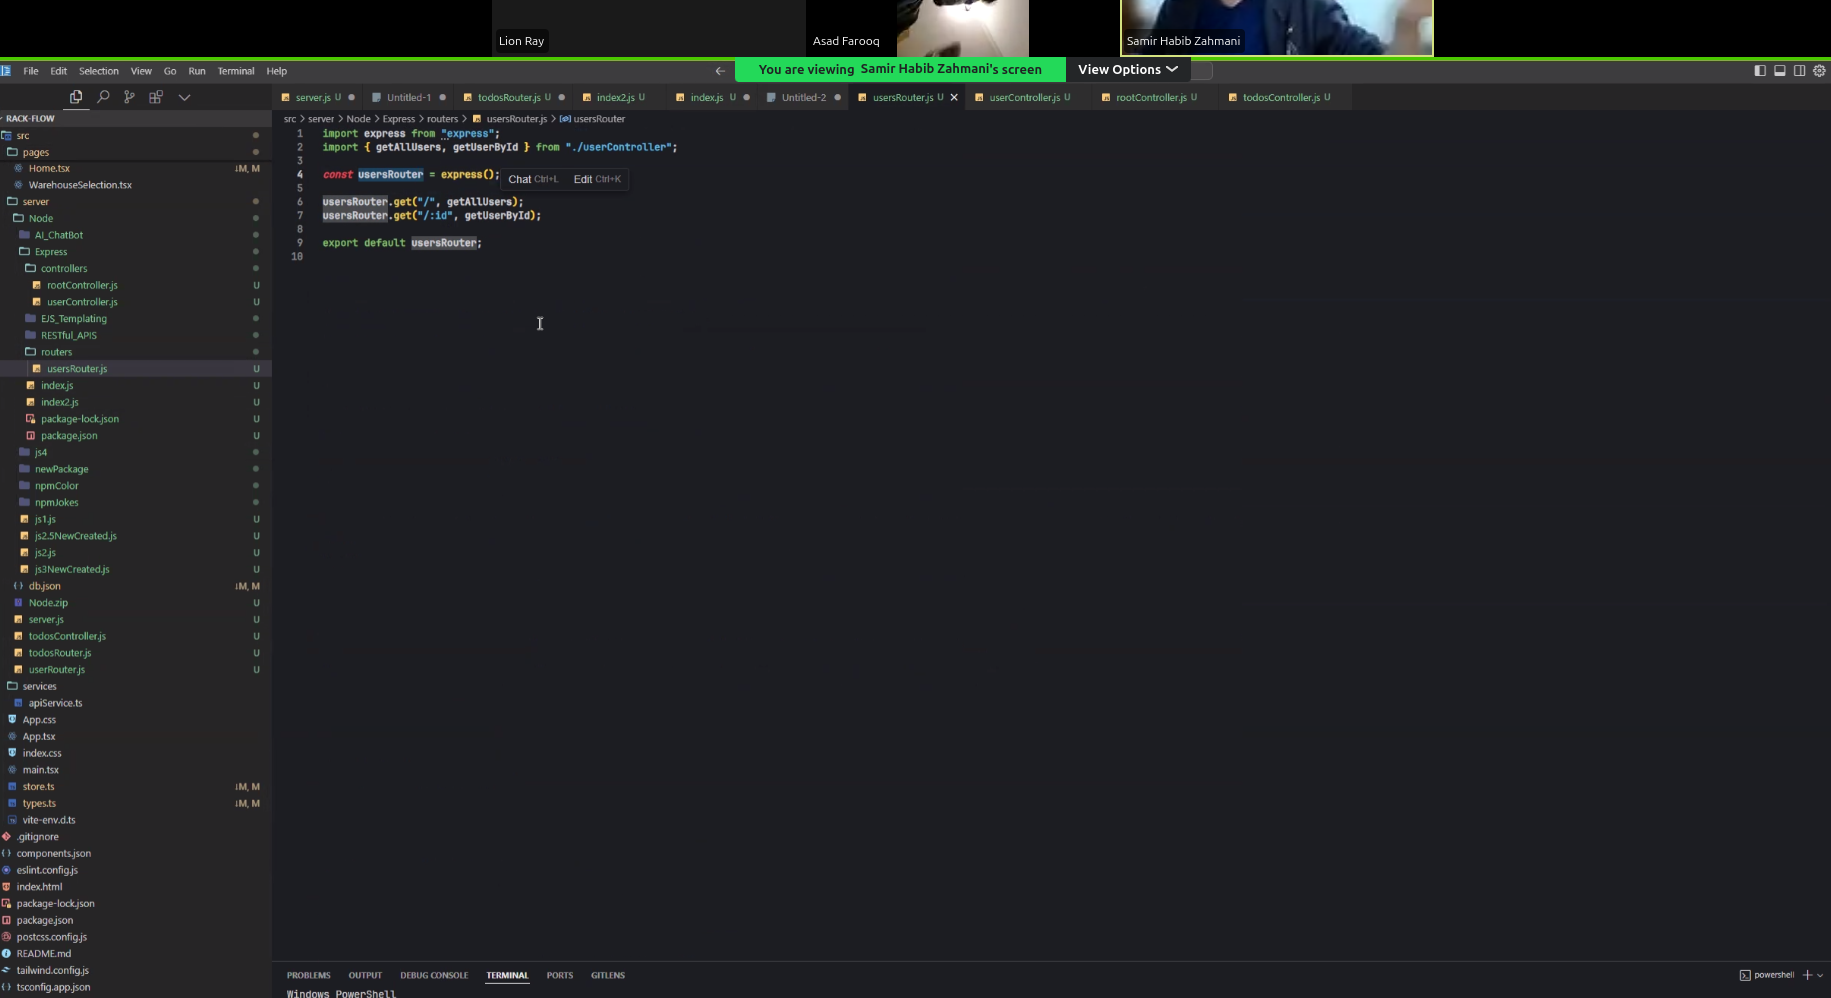 Lion Ray
Asad Farooq
Samir Habib Zahmani
File Edit Selection View Go Run Terminal Help
You are viewing Samir Habib Zahmani's screen
View Options
server.js U
Untitled-1
todosRouter.js U
index2.js U
index.js U
Untitled-2
usersRouter.js U
userController.js U
rootController.js U
todosController.js U
RACK-FLOW
src > server > Node > Express > routers > usersRouter.js > usersRouter
src
pages
Home.tsx ↓M, M
WarehouseSelection.tsx
server
Node
AI_ChatBot
Express
controllers
rootController.js U
userController.js U
EJS_Templating
RESTful_APIS
routers
usersRouter.js U
index.js U
index2.js U
package-lock.json U
package.json U
js4
newPackage
npmColor
npmJokes
js1.js U
js2.5NewCreated.js U
js2.js U
js3NewCreated.js U
db.json ↓M, M
Node.zip U
server.js U
todosController.js U
todosRouter.js U
userRouter.js U
services
apiService.ts
App.css
App.tsx
index.css
main.tsx
store.ts ↓M, M
types.ts ↓M, M
vite-env.d.ts
.gitignore
components.json
eslint.config.js
index.html
package-lock.json
package.json
postcss.config.js
README.md
tailwind.config.js
tsconfig.app.json
1 import express from "express";
2 import { getAllUsers, getUserById } from "./userController";
3
4 const usersRouter = express();
Chat Ctrl+L Edit Ctrl+K
5
6 usersRouter.get("/", getAllUsers);
7 usersRouter.get("/:id", getUserById);
8
9 export default usersRouter;
10
PROBLEMS OUTPUT DEBUG CONSOLE TERMINAL PORTS GITLENS
powershell
Windows PowerShell